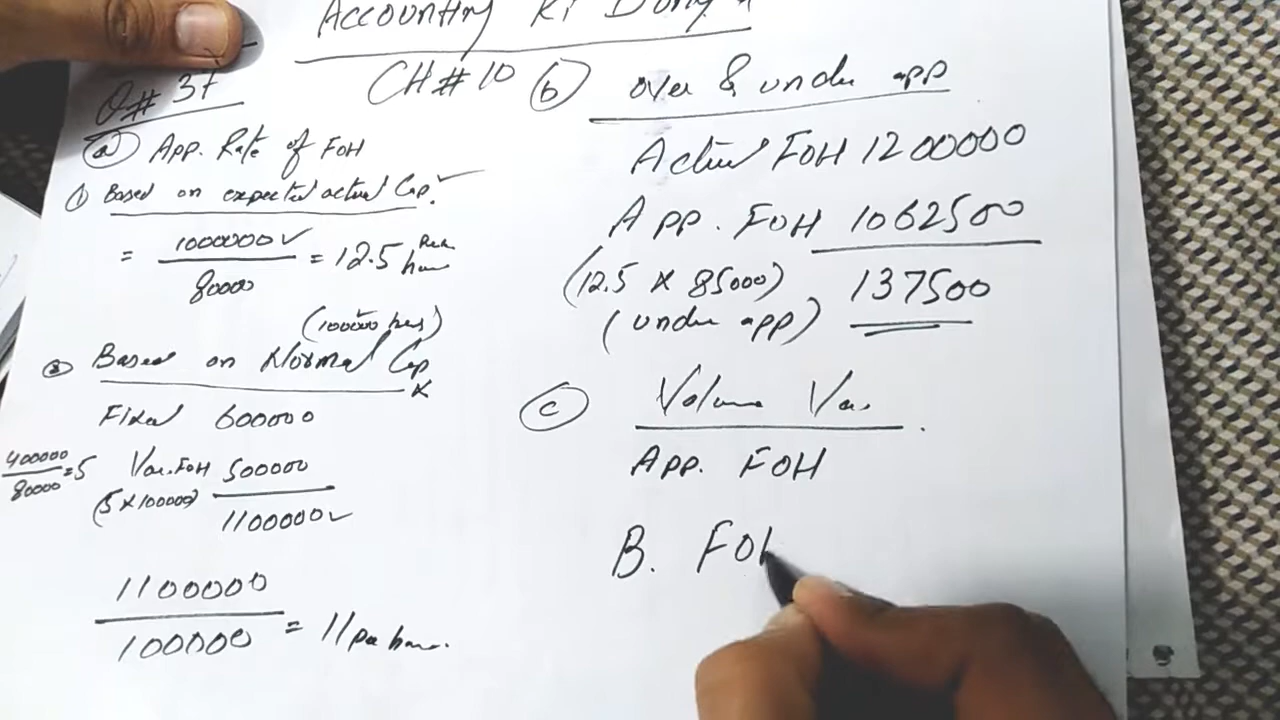 Accounting Ki Duniya
CH # 10
Q# 37
(a) App. Rate of FOH
(1) Based on expected actual Cap. ✓
= 1000000 ✓ / 80000 = 12.5 Per hour
(100000 hrs)
(2) Based on Normal Cap ×
Fixed 600000
400000 / 80000 = 5 Var. FOH 500000
(5 × 100000) 1100000 ✓
1100000 / 100000 = 11 per hour.
(b) over & under app
Actual FOH 1200000
App. FOH 1062500
(12.5 × 85000) 137500
(under app)
(c) Volume Var.
App. FOH
B. FOH